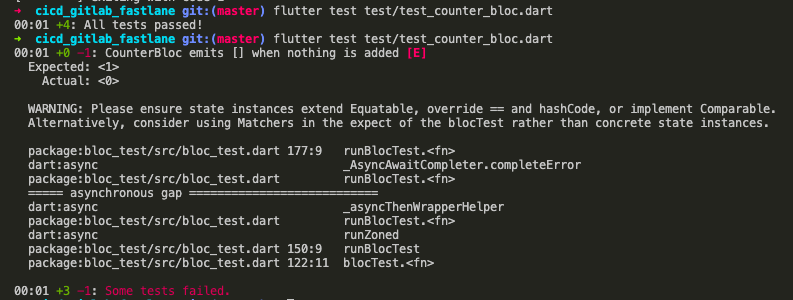 ➜  cicd_gitlab_fastlane git:(master) flutter test test/test_counter_bloc.dart
00:01 +4: All tests passed!
➜  cicd_gitlab_fastlane git:(master) flutter test test/test_counter_bloc.dart
00:01 +0 -1: CounterBloc emits [] when nothing is added [E]
  Expected: <1>
    Actual: <0>
  WARNING: Please ensure state instances extend Equatable, override == and hashCode, or implement Comparable.
  Alternatively, consider using Matchers in the expect of the blocTest rather than concrete state instances.
  package:bloc_test/src/bloc_test.dart 177:9   runBlocTest.<fn>
  dart:async                                   _AsyncAwaitCompleter.completeError
  package:bloc_test/src/bloc_test.dart         runBlocTest.<fn>
  ===== asynchronous gap ===========================
  dart:async                                   _asyncThenWrapperHelper
  package:bloc_test/src/bloc_test.dart         runBlocTest.<fn>
  dart:async                                   runZoned
  package:bloc_test/src/bloc_test.dart 150:9   runBlocTest
  package:bloc_test/src/bloc_test.dart 122:11  blocTest.<fn>
00:01 +3 -1: Some tests failed.